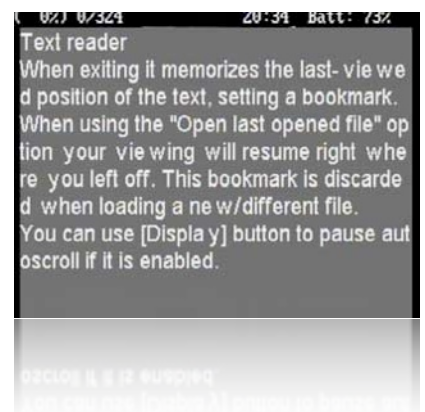 ( 0%) 0/324 20:34 Batt: 73%
Text reader
When exiting it memorizes the last- vie we
d position of the text, setting a bookmark.
When using the "Open last opened file" op
tion your vie wing will resume right whe
re you left off. This bookmark is discarde
d when loading a ne w/different file.
You can use [Displa y] button to pause aut
oscroll if it is enabled.